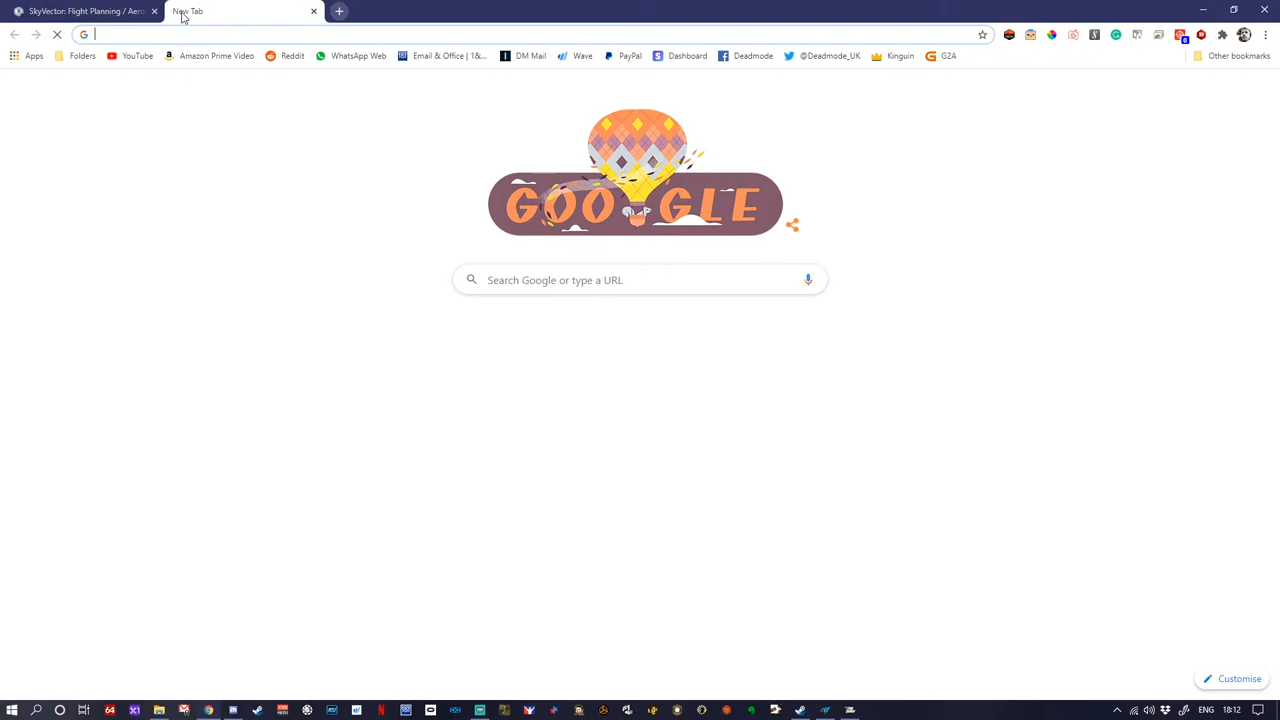 SkyVector: Flight Planning / Aero
New Tab
Apps
Folders
YouTube
Amazon Prime Video
Reddit
WhatsApp Web
Email & Office | 1&...
DM Mail
Wave
PayPal
Dashboard
Deadmode
@Deadmode_UK
Kinguin
G2A
Other bookmarks
GOOGLE
Search Google or type a URL
Customise
ENG
18:12